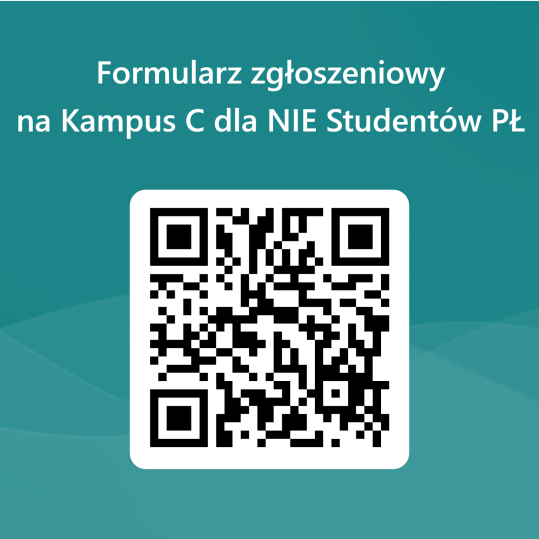 Formularz zgłoszeniowy
na Kampus C dla NIE Studentów PŁ